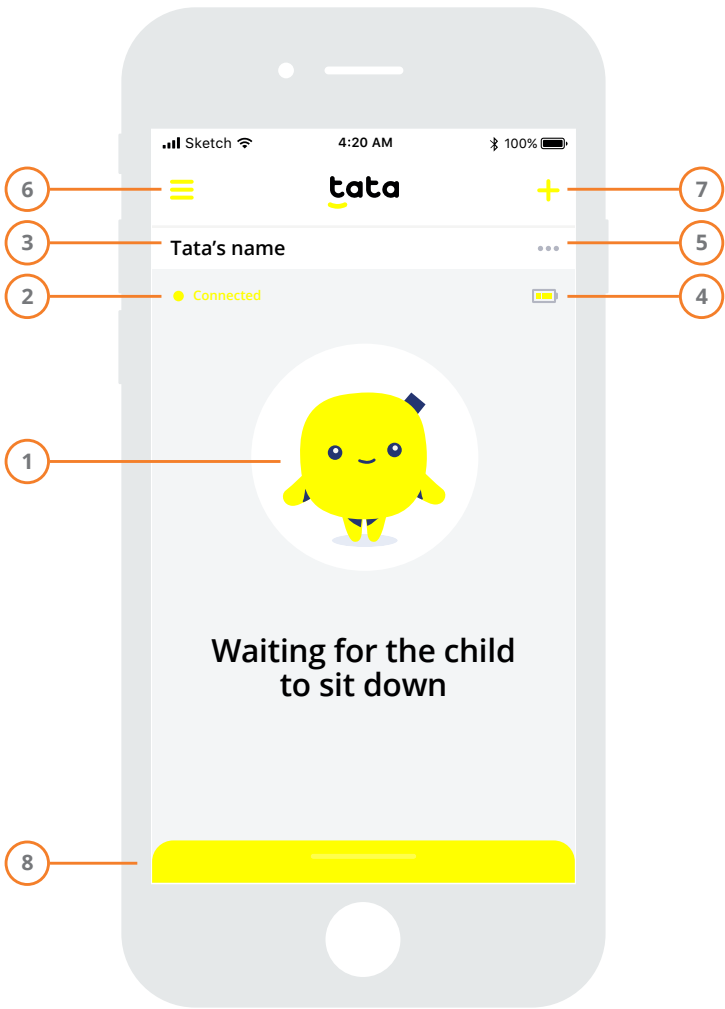 Sketch 4:20 AM 100%
6 tata 7
3 Tata’s name 5
2 Connected 4
1
Waiting for the child
to sit down
8